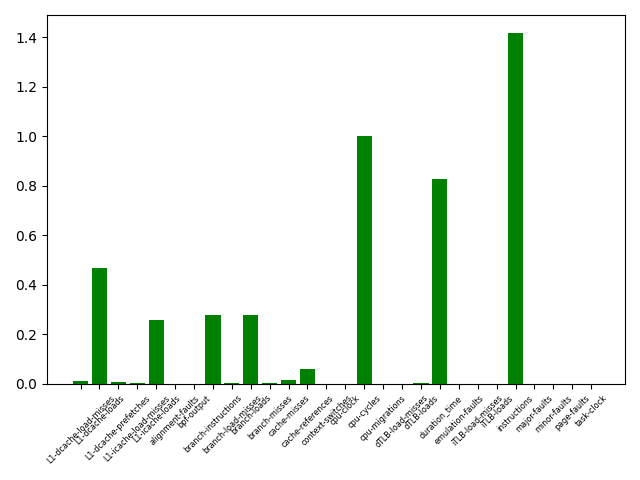 1.4
1.2
1.0
0.8
0.6
0.4
0.2
0.0
L1-dcache-load-misses
L1-dcache-loads
L1-dcache-prefetches
L1-icache-load-misses
L1-icache-loads
alignment-faults
bpf-output
branch-instructions
branch-load-misses
branch-loads
branch-misses
cache-misses
cache-references
context-switches
cpu-clock
cpu-cycles
cpu-migrations
dTLB-load-misses
dTLB-loads
duration_time
emulation-faults
iTLB-load-misses
iTLB-loads
instructions
major-faults
minor-faults
page-faults
task-clock